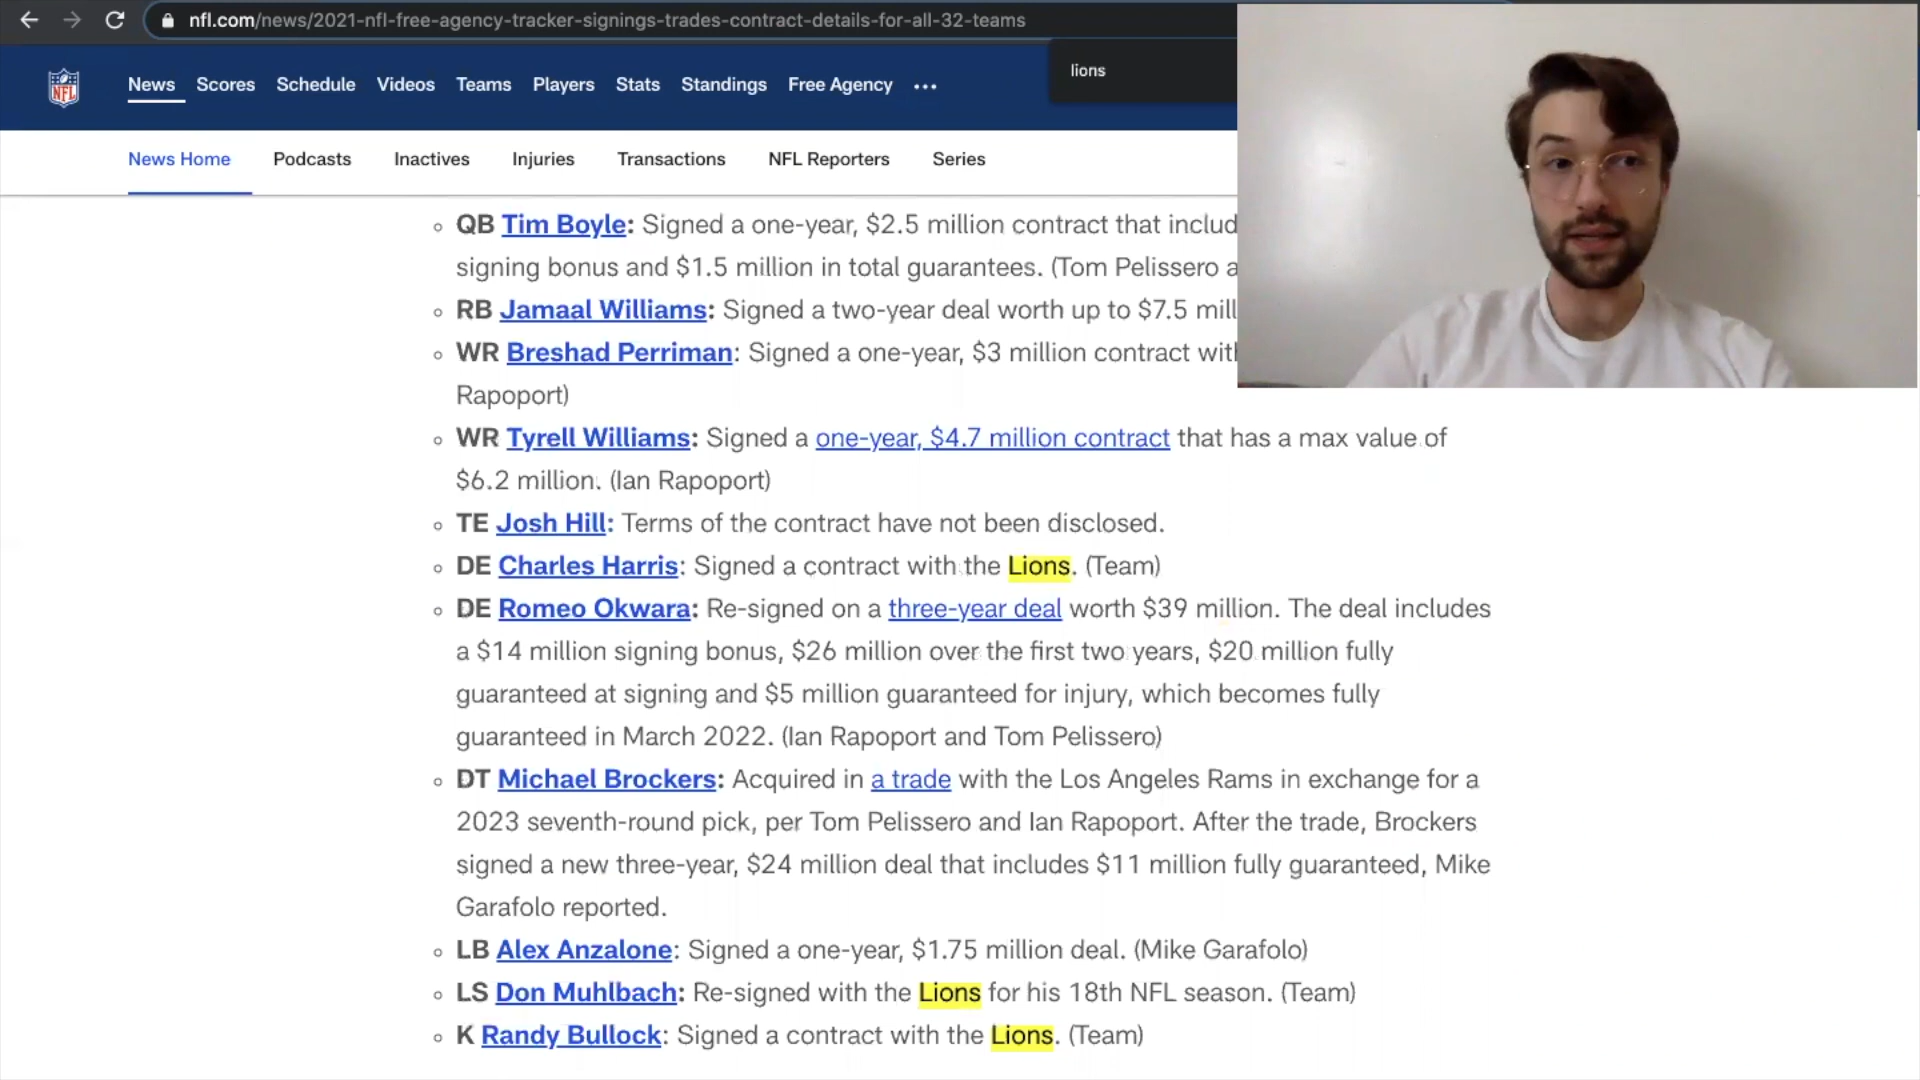 nfl.com/news/2021-nfl-free-agency-tracker-signings-trades-contract-details-for-all-32-teams
lions
NFL
News Scores Schedule Videos Teams Players Stats Standings Free Agency ...
News Home Podcasts Inactives Injuries Transactions NFL Reporters Series
QB Tim Boyle: Signed a one-year, $2.5 million contract that includ
signing bonus and $1.5 million in total guarantees. (Tom Pelissero a
RB Jamaal Williams: Signed a two-year deal worth up to $7.5 mill
WR Breshad Perriman: Signed a one-year, $3 million contract with
Rapoport)
WR Tyrell Williams: Signed a one-year, $4.7 million contract that has a max value of
$6.2 million. (Ian Rapoport)
TE Josh Hill: Terms of the contract have not been disclosed.
DE Charles Harris: Signed a contract with the Lions. (Team)
DE Romeo Okwara: Re-signed on a three-year deal worth $39 million. The deal includes
a $14 million signing bonus, $26 million over the first two years, $20 million fully
guaranteed at signing and $5 million guaranteed for injury, which becomes fully
guaranteed in March 2022. (Ian Rapoport and Tom Pelissero)
DT Michael Brockers: Acquired in a trade with the Los Angeles Rams in exchange for a
2023 seventh-round pick, per Tom Pelissero and Ian Rapoport. After the trade, Brockers
signed a new three-year, $24 million deal that includes $11 million fully guaranteed, Mike
Garafolo reported.
LB Alex Anzalone: Signed a one-year, $1.75 million deal. (Mike Garafolo)
LS Don Muhlbach: Re-signed with the Lions for his 18th NFL season. (Team)
K Randy Bullock: Signed a contract with the Lions. (Team)